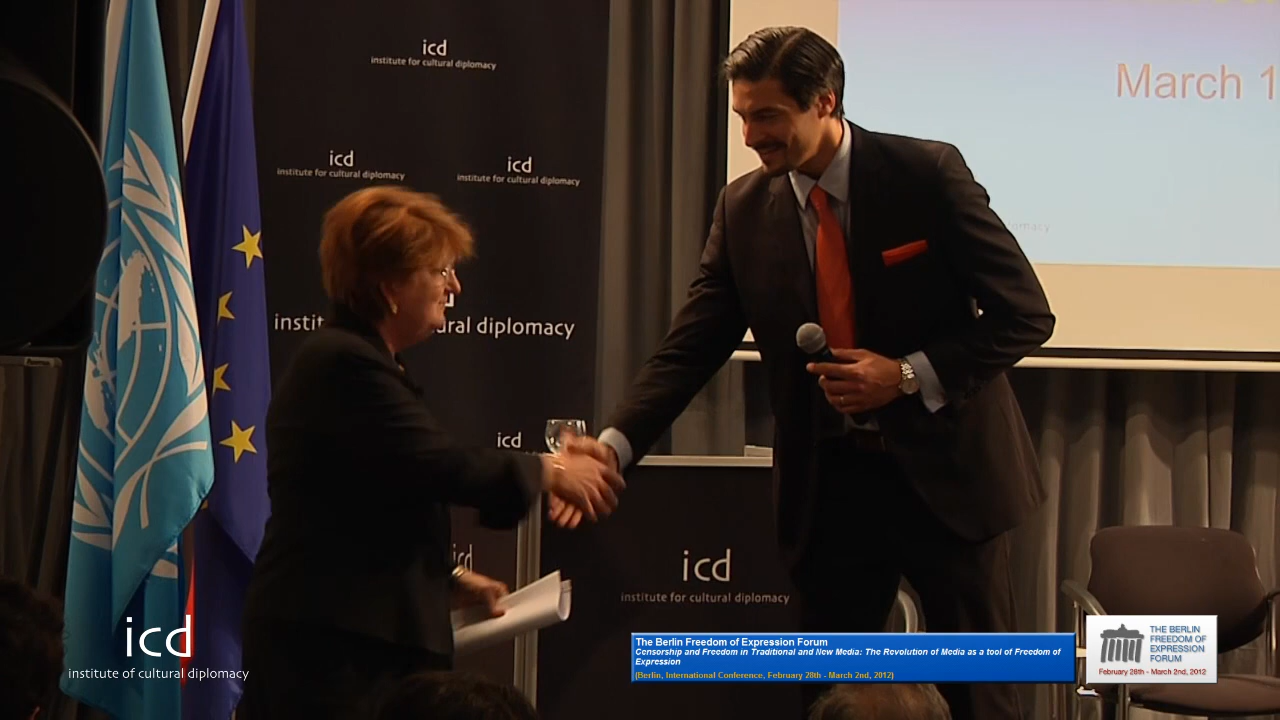 icd
institute for cultural diplomacy
March 1
icd
institute for cultural diplomacy
icd
institute for cultural diplomacy
cultural diplomacy
icd
icd
icd
institute for cultural diplomacy
icd
institute of cultural diplomacy
The Berlin Freedom of Expression Forum
Censorship and Freedom in Traditional and New Media: The Revolution of Media as a tool of Freedom of
Expression
(Berlin, International Conference, February 28th - March 2nd, 2012)
THE BERLIN
FREEDOM OF
EXPRESSION
FORUM
February 28th - March 2nd, 2012